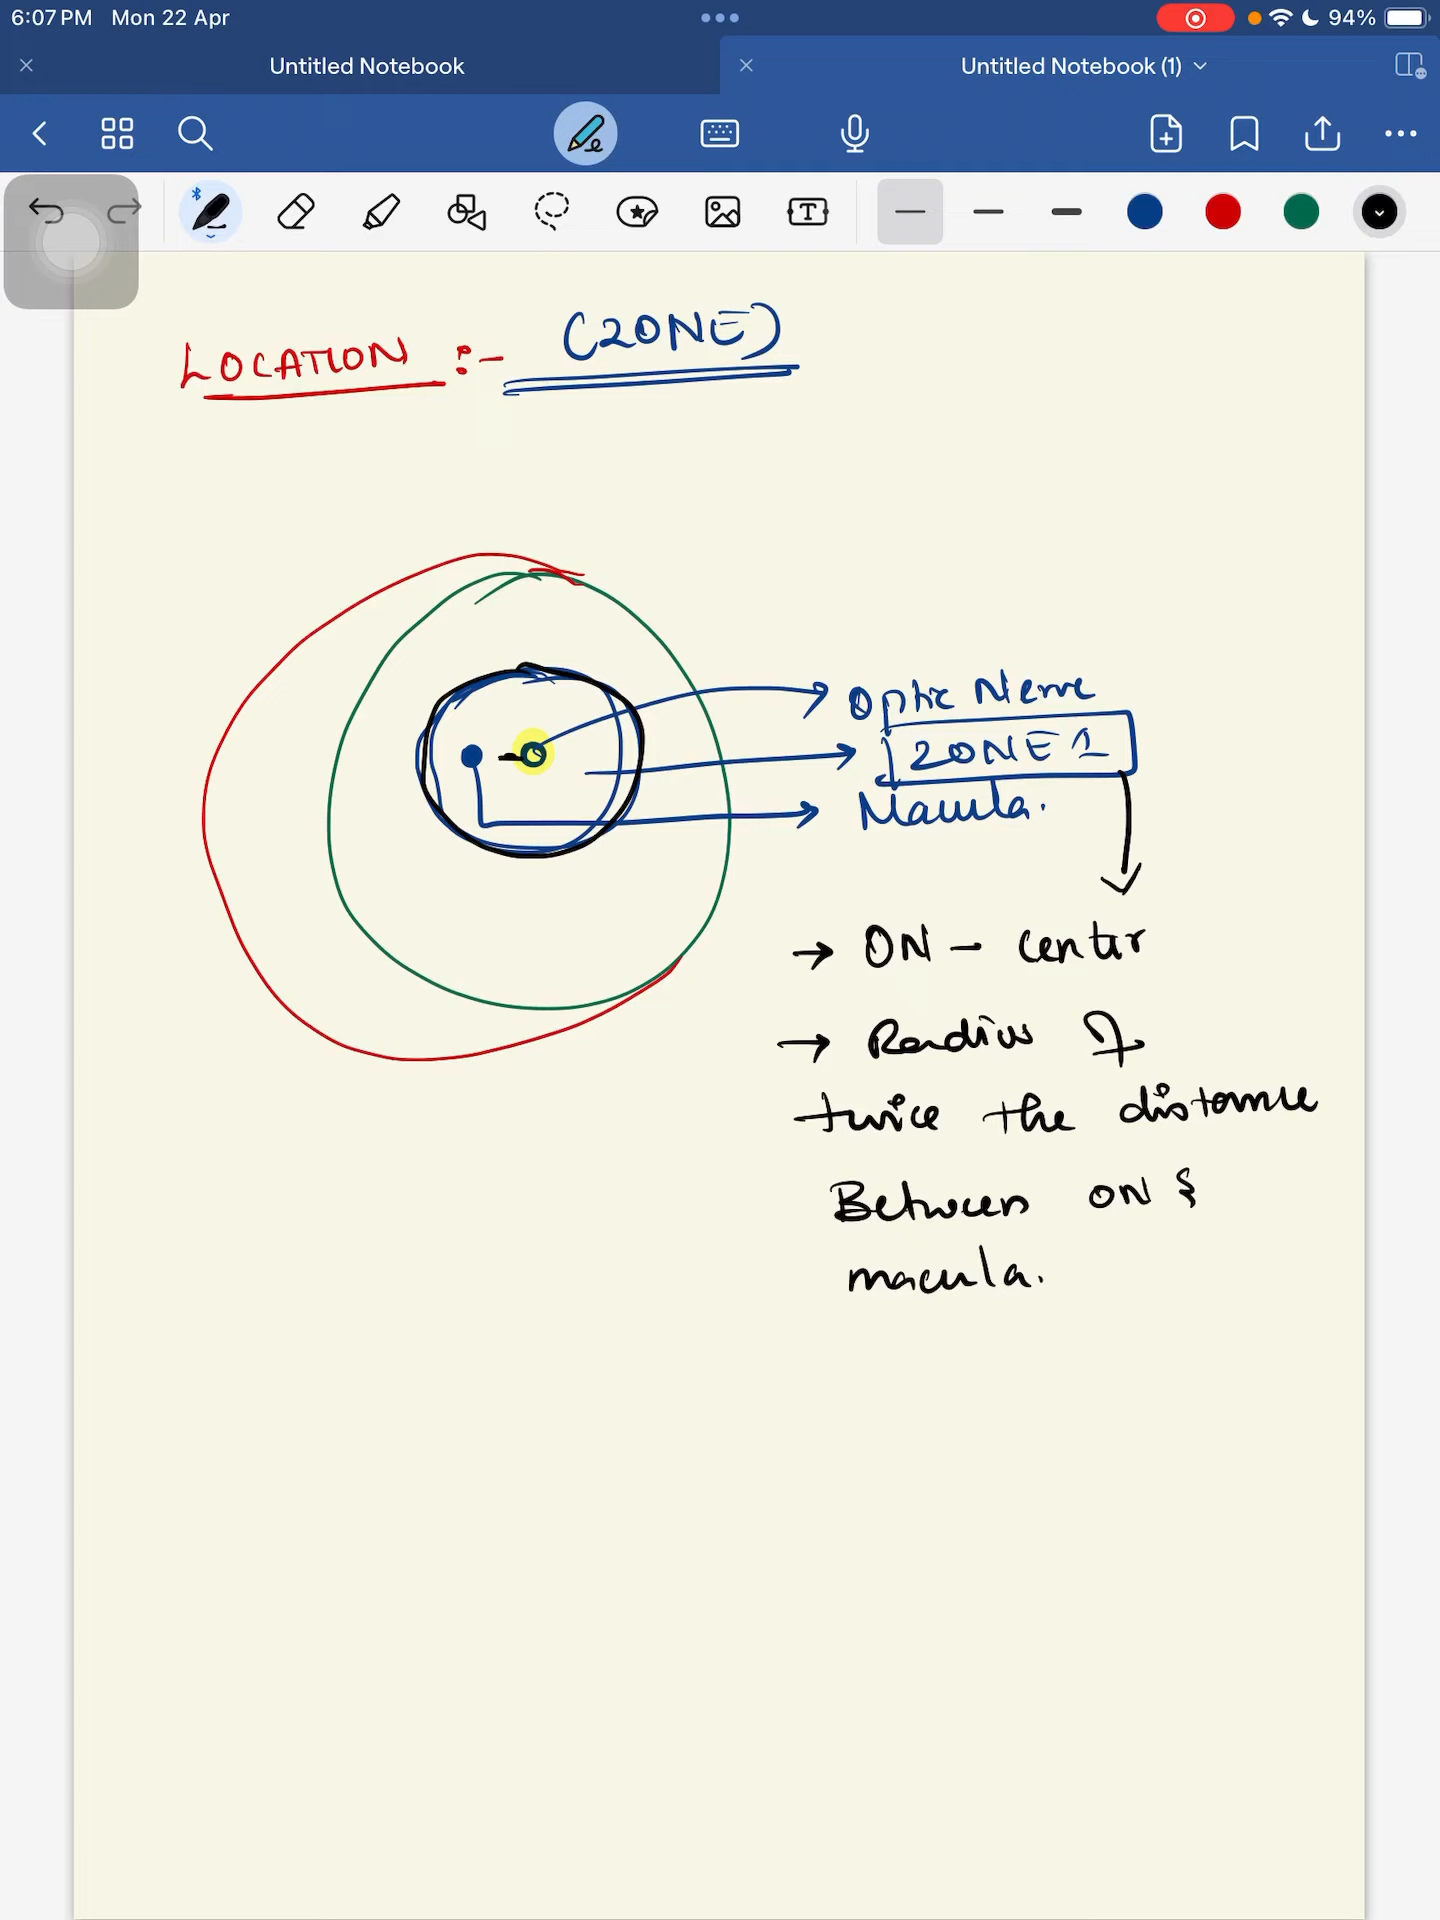 6:07 PM Mon 22 Apr
94%
Untitled Notebook
Untitled Notebook (1)
LOCATION :- (ZONE)
Optic Nerve
ZONE 1
Macula.
→ ON - center
→ Radius of
twice the distance
Between ON &
macula.